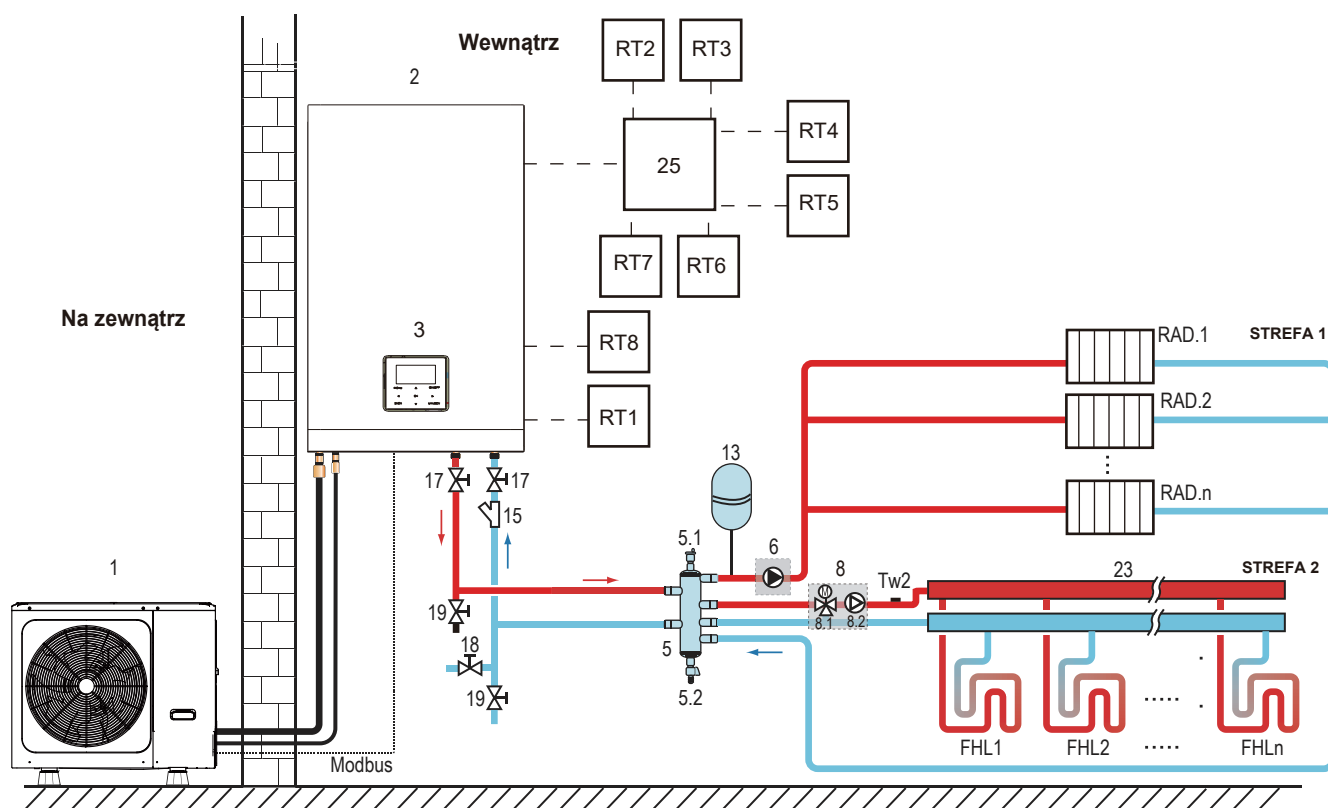 Wewnątrz
RT2
RT3
2
RT4
25
RT5
RT7
RT6
Na zewnątrz
3
RT8
RT1
RAD.1
STREFA 1
RAD.2
RAD.n
17
17
15
13
5.1
6
1
8
Tw2
23
STREFA 2
8.1
8.2
M
19
18
5
19
5.2
FHL1
FHL2
.....
FHLn
Modbus